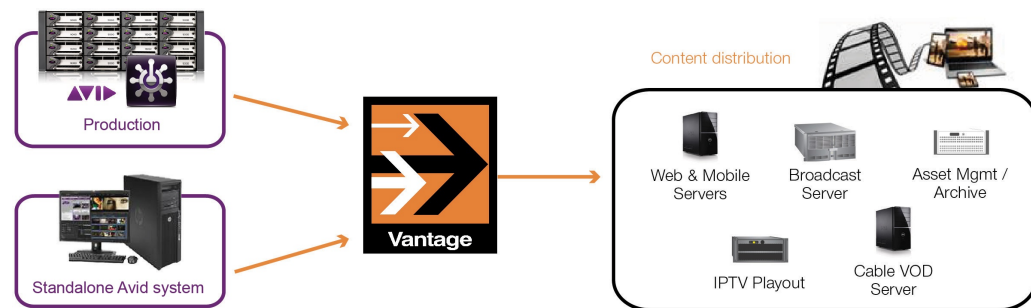 AVID
Production
Standalone Avid system
Vantage
Content distribution
Web & Mobile
Servers
Broadcast
Server
Asset Mgmt /
Archive
IPTV Playout
Cable VOD
Server